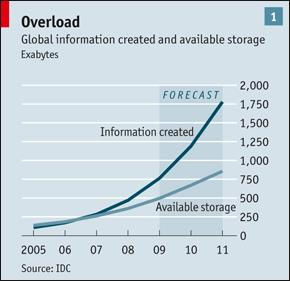 Overload
1
Global information created and available storage
Exabytes
FORECAST
2,000
1,750
1,500
1,250
1,000
750
500
250
0
Information created
Available storage
2005 06 07 08 09 10 11
Source: IDC